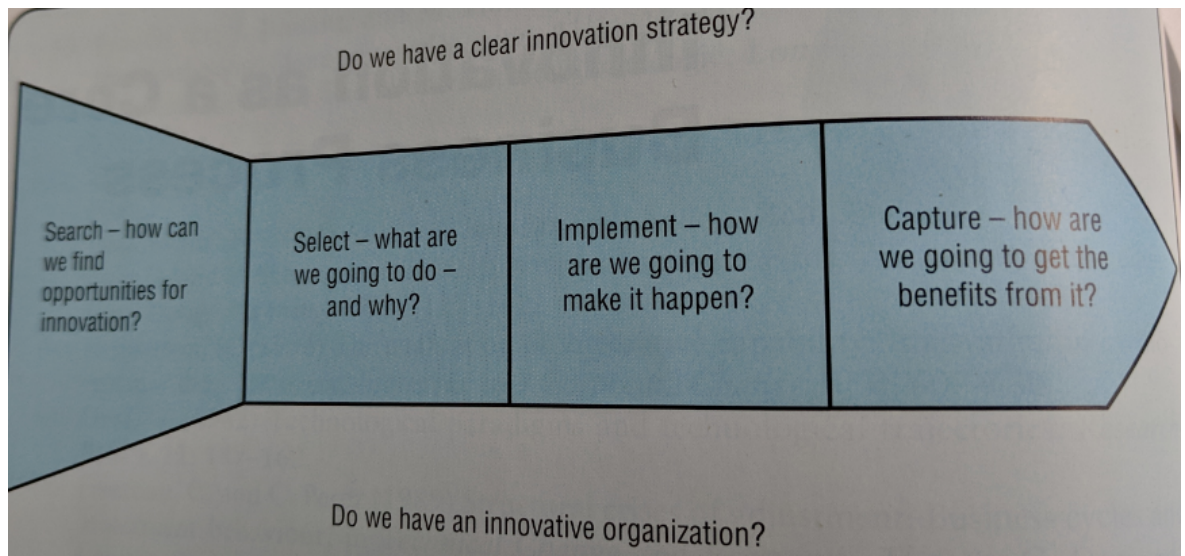 Do we have a clear innovation strategy?
Search – how can
we find
opportunities for
innovation?
Select – what are
we going to do –
and why?
Implement – how
are we going to
make it happen?
Capture – how are
we going to get the
benefits from it?
Do we have an innovative organization?